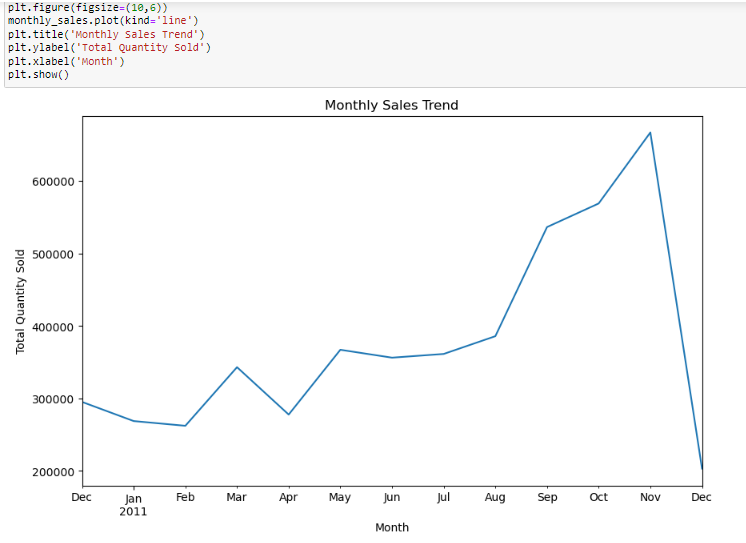 plt.figure(figsize=(10,6))
monthly_sales.plot(kind='line')
plt.title('Monthly Sales Trend')
plt.ylabel('Total Quantity Sold')
plt.xlabel('Month')
plt.show()
Monthly Sales Trend
Total Quantity Sold
600000
500000
400000
300000
200000
Dec Jan Feb Mar Apr May Jun Jul Aug Sep Oct Nov Dec
2011
Month